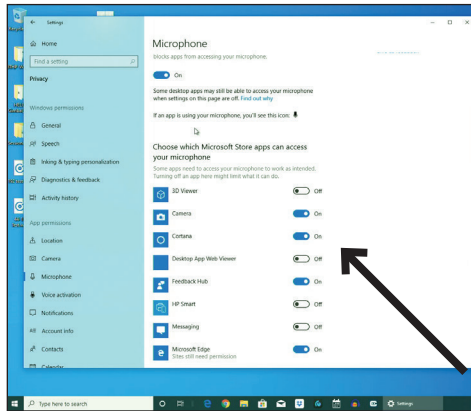 Settings
Home
Find a setting
Privacy
Windows permissions
General
Speech
Inking & typing personalization
Diagnostics & feedback
Activity history
App permissions
Location
Camera
Microphone
Voice activation
Notifications
Account info
Contacts
Calendar
Microphone
blocks apps from accessing your microphone.
On
Some desktop apps may still be able to access your microphone
when settings on this page are off. Find out why
If an app is using your microphone, you'll see this icon:
Choose which Microsoft Store apps can access
your microphone
Some apps need to access your microphone to work as intended.
Turning off an app here might limit what it can do.
3D Viewer Off
Camera On
Cortana On
Desktop App Web Viewer Off
Feedback Hub On
HP Smart Off
Messaging Off
Microsoft Edge On
Sites still need permission
Type here to search
Settings